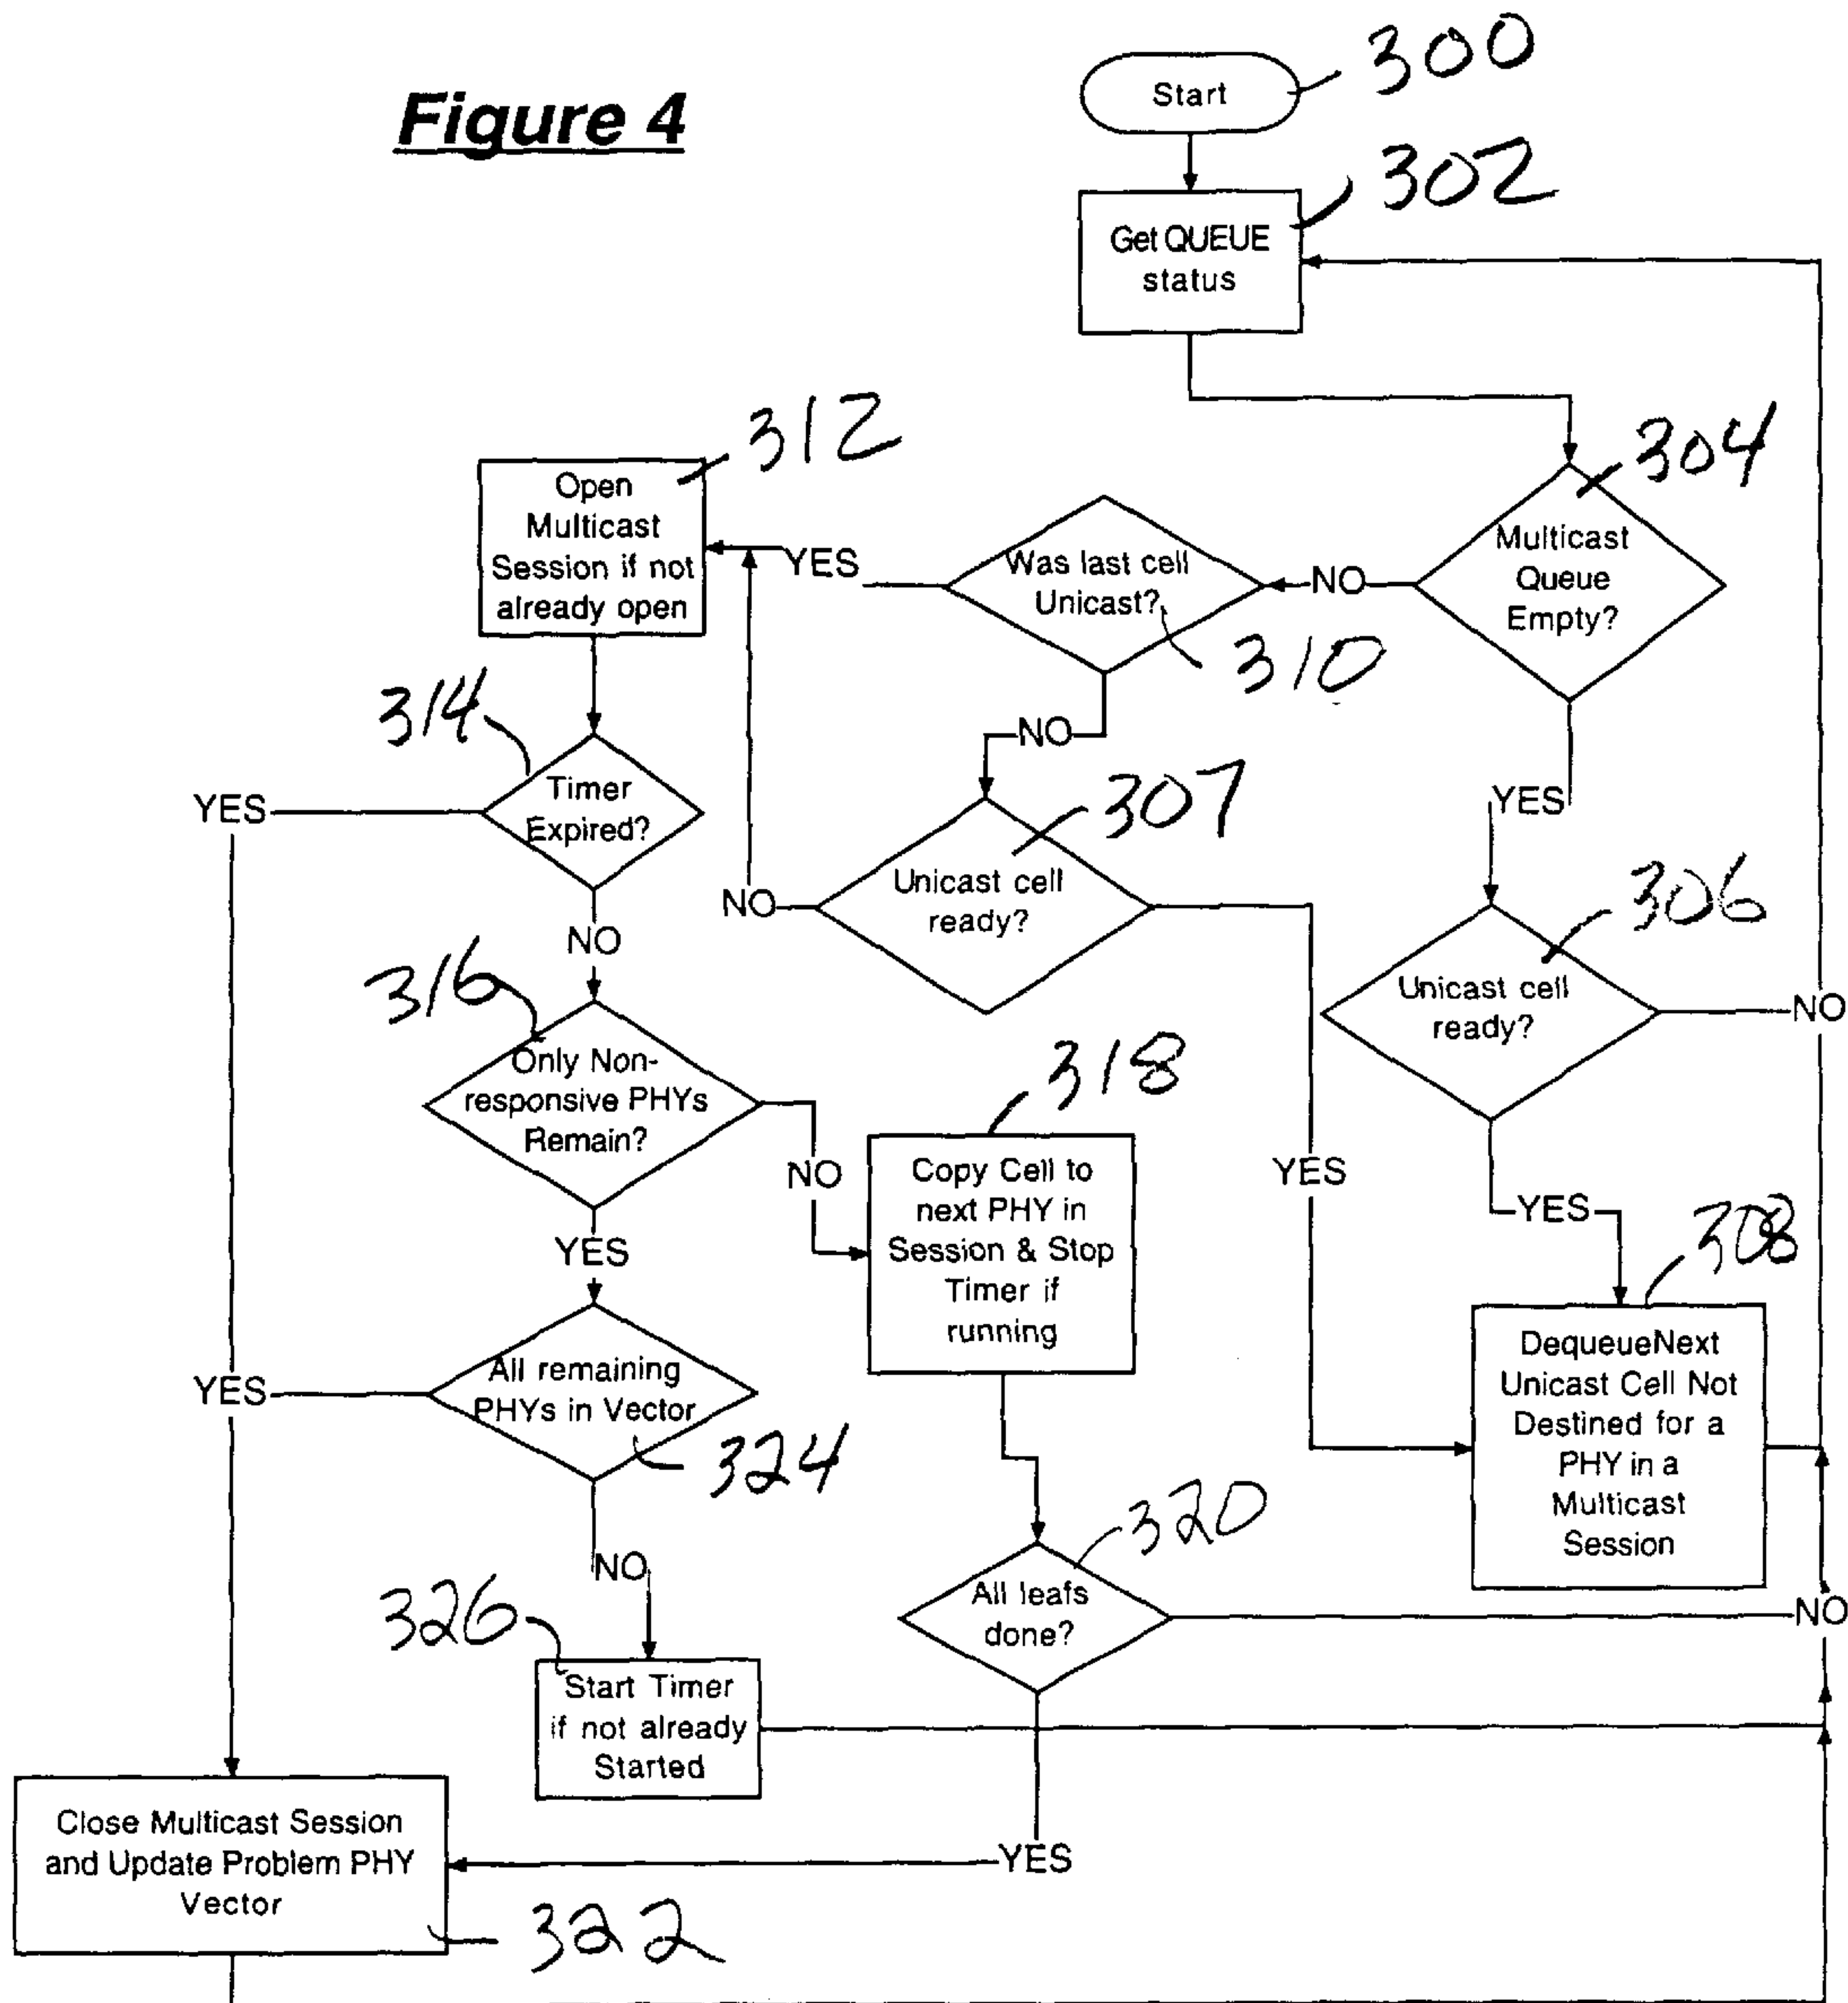 Figure 4
Start
300
Get QUEUE
status
302
Multicast
Queue
Empty?
304
NO
Was last cell
Unicast?
310
YES
Open
Multicast
Session if not
already open
312
NO
YES
Unicast cell
ready?
307
NO
YES
Unicast cell
ready?
306
NO
YES
DequeueNext
Unicast Cell Not
Destined for a
PHY in a
Multicast
Session
308
314
Timer
Expired?
YES
NO
316
Only Non-
responsive PHYs
Remain?
NO
YES
318
Copy Cell to
next PHY in
Session & Stop
Timer if
running
All remaining
PHYs in Vector
324
YES
NO
326
Start Timer
if not already
Started
320
All leafs
done?
NO
YES
Close Multicast Session
and Update Problem PHY
Vector
322